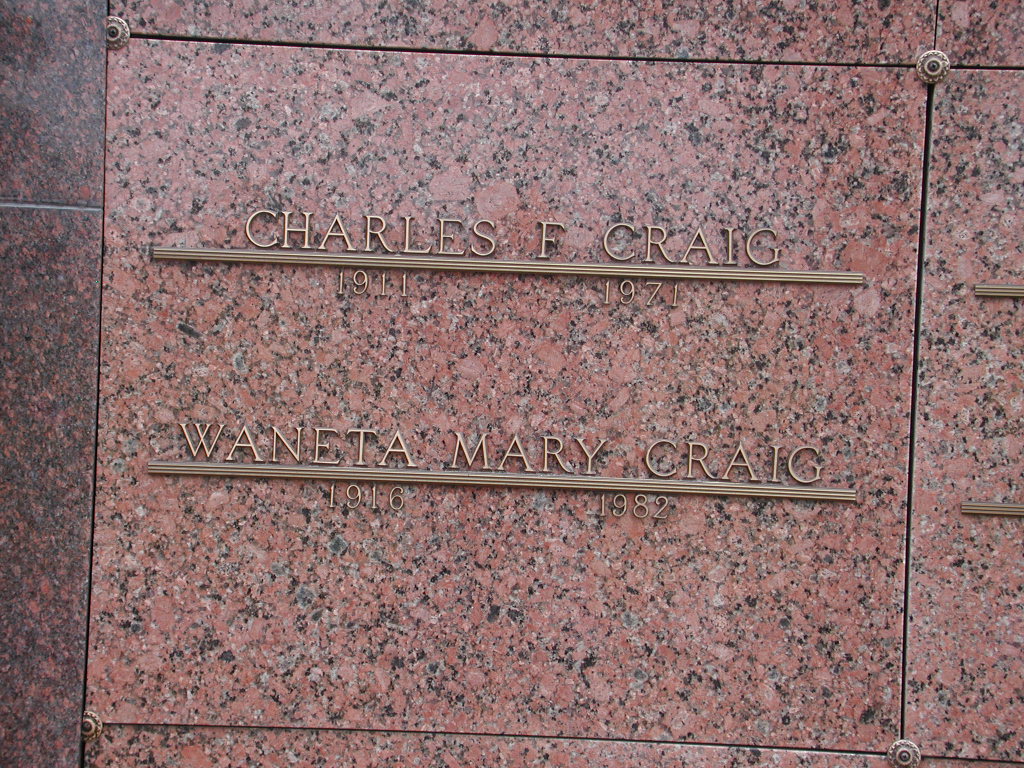 CHARLES F CRAIG
1911 1971
WANETA MARY CRAIG
1916 1982